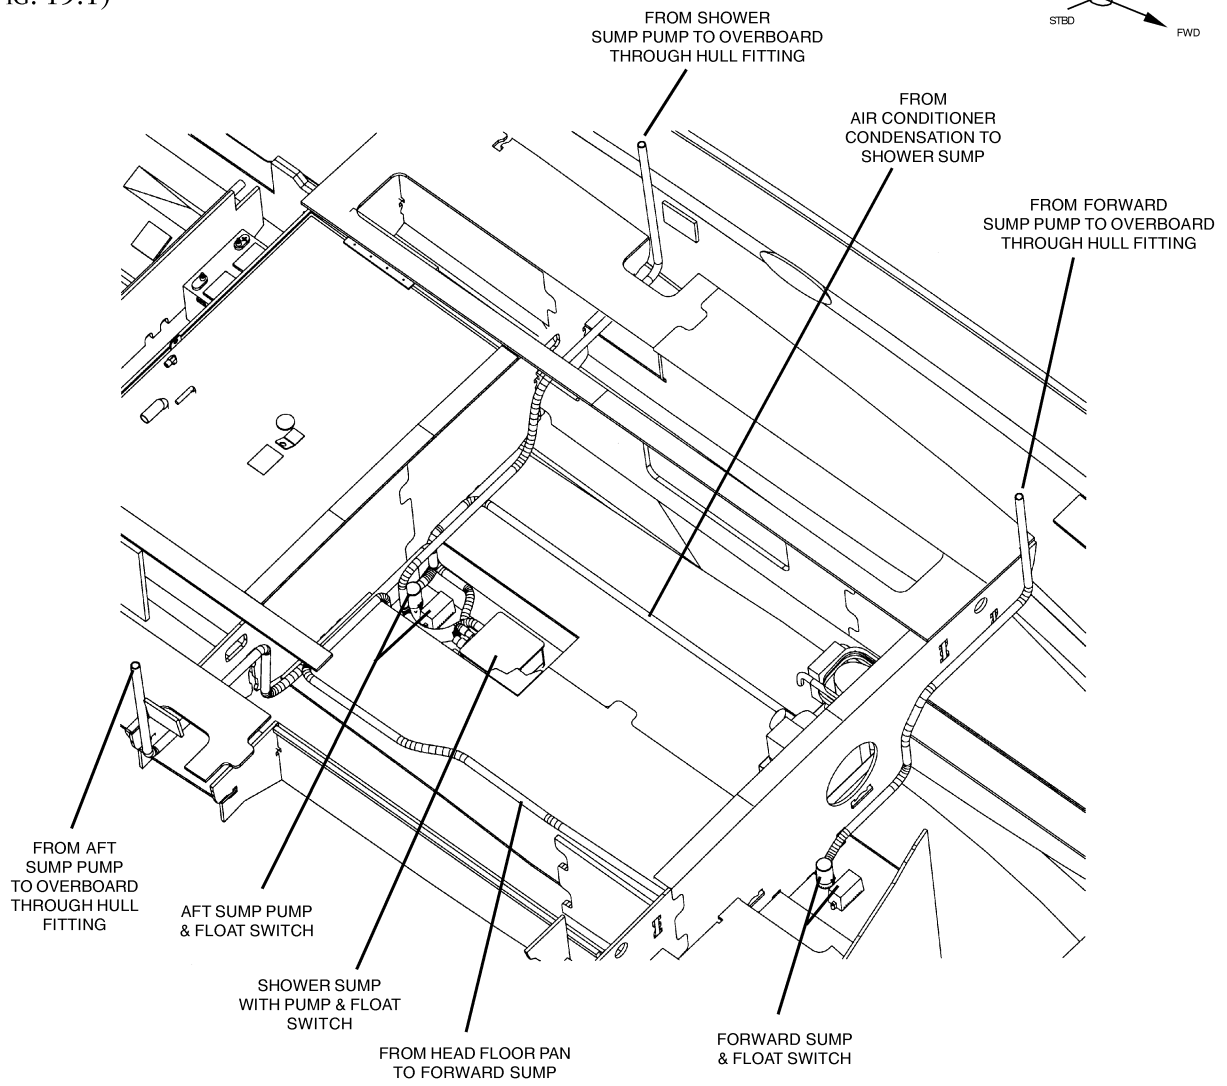 IG. 19.1)
STBD
FWD
FROM SHOWER
SUMP PUMP TO OVERBOARD
THROUGH HULL FITTING
FROM
AIR CONDITIONER
CONDENSATION TO
SHOWER SUMP
FROM FORWARD
SUMP PUMP TO OVERBOARD
THROUGH HULL FITTING
FROM AFT
SUMP PUMP
TO OVERBOARD
THROUGH HULL
FITTING
AFT SUMP PUMP
& FLOAT SWITCH
SHOWER SUMP
WITH PUMP & FLOAT
SWITCH
FROM HEAD FLOOR PAN
TO FORWARD SUMP
FORWARD SUMP
& FLOAT SWITCH